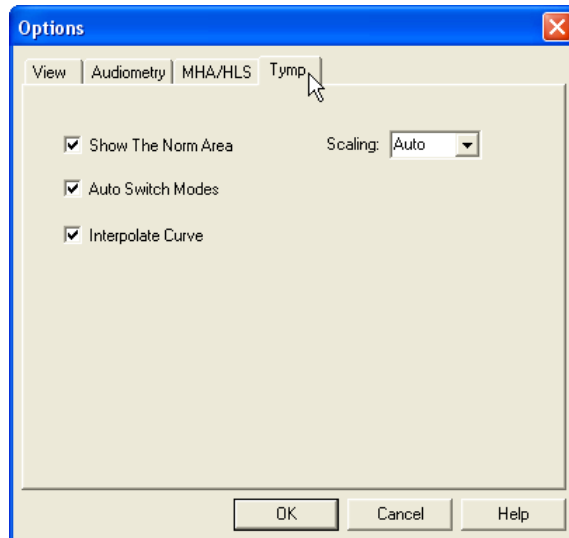 Options
View Audiometry MHA/HLS Tymp
Show The Norm Area Scaling: Auto
Auto Switch Modes
Interpolate Curve
OK Cancel Help